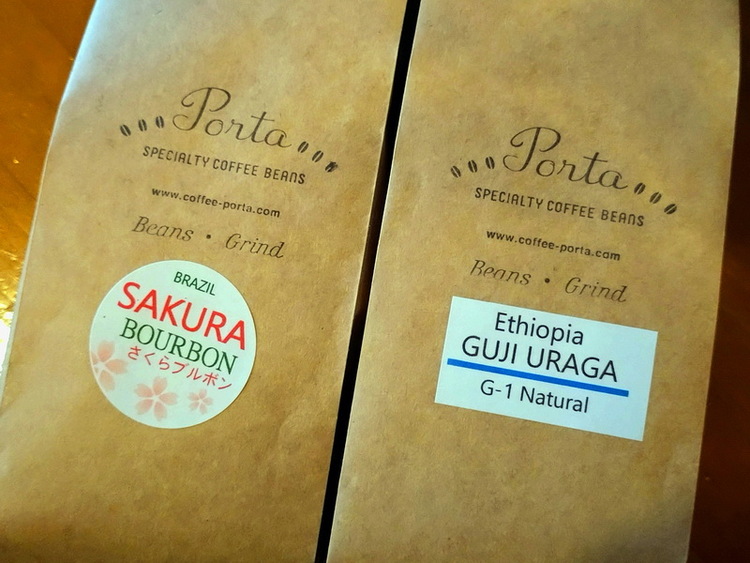 Porta
SPECIALTY COFFEE BEANS
www.coffee-porta.com
Beans • Grind
BRAZIL
SAKURA
BOURBON
さくらブルボン
Porta
SPECIALTY COFFEE BEANS
www.coffee-porta.com
Beans • Grind
Ethiopia
GUJI URAGA
G-1 Natural